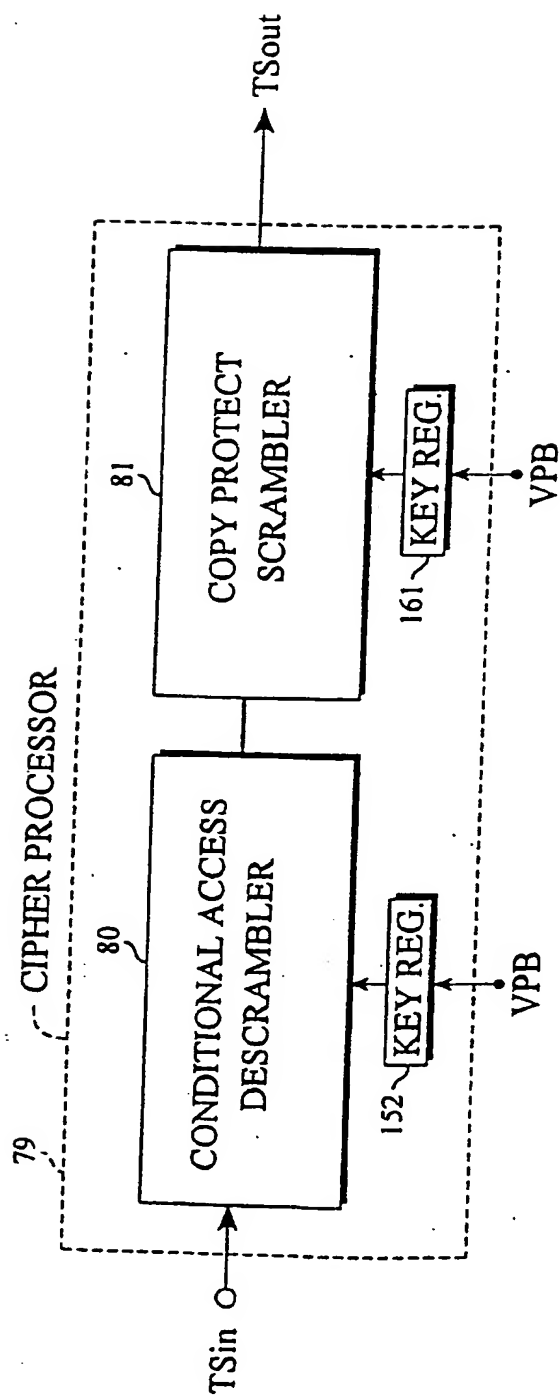 79
CIPHER PROCESSOR
TSin
80
CONDITIONAL ACCESS
DESCRAMBLER
152
KEY REG.
VPB
81
COPY PROTECT
SCRAMBLER
161
KEY REG.
VPB
TSout